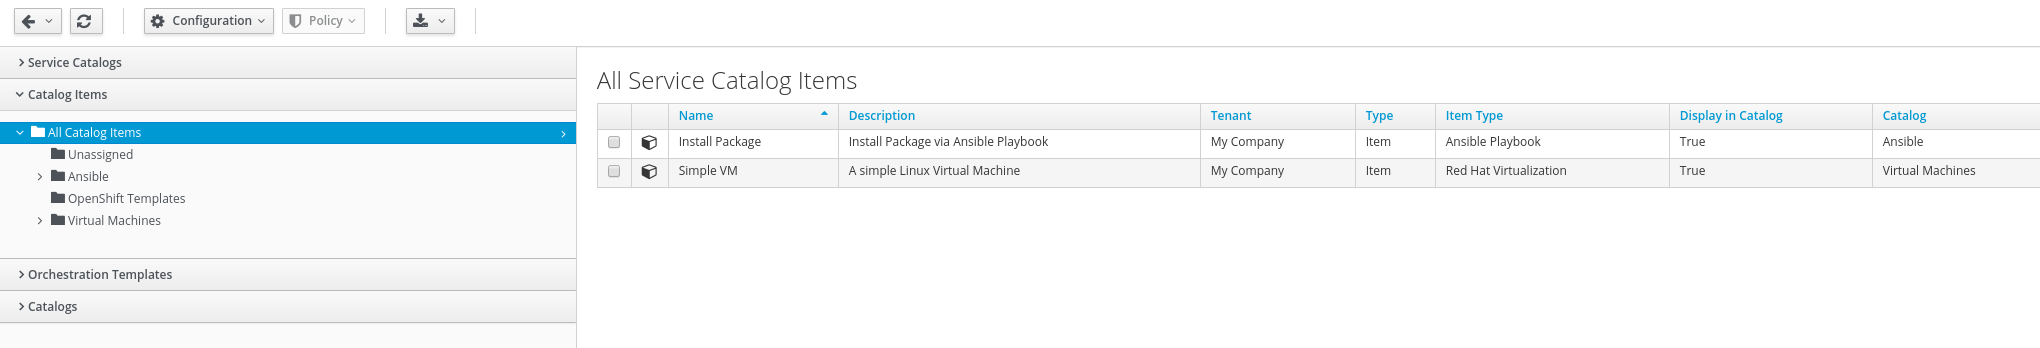 Configuration Policy
Service Catalogs
Catalog Items
All Catalog Items
Unassigned
Ansible
OpenShift Templates
Virtual Machines
Orchestration Templates
Catalogs
All Service Catalog Items
Name Description Tenant Type Item Type Display in Catalog Catalog
Install Package Install Package via Ansible Playbook My Company Item Ansible Playbook True Ansible
Simple VM A simple Linux Virtual Machine My Company Item Red Hat Virtualization True Virtual Machines